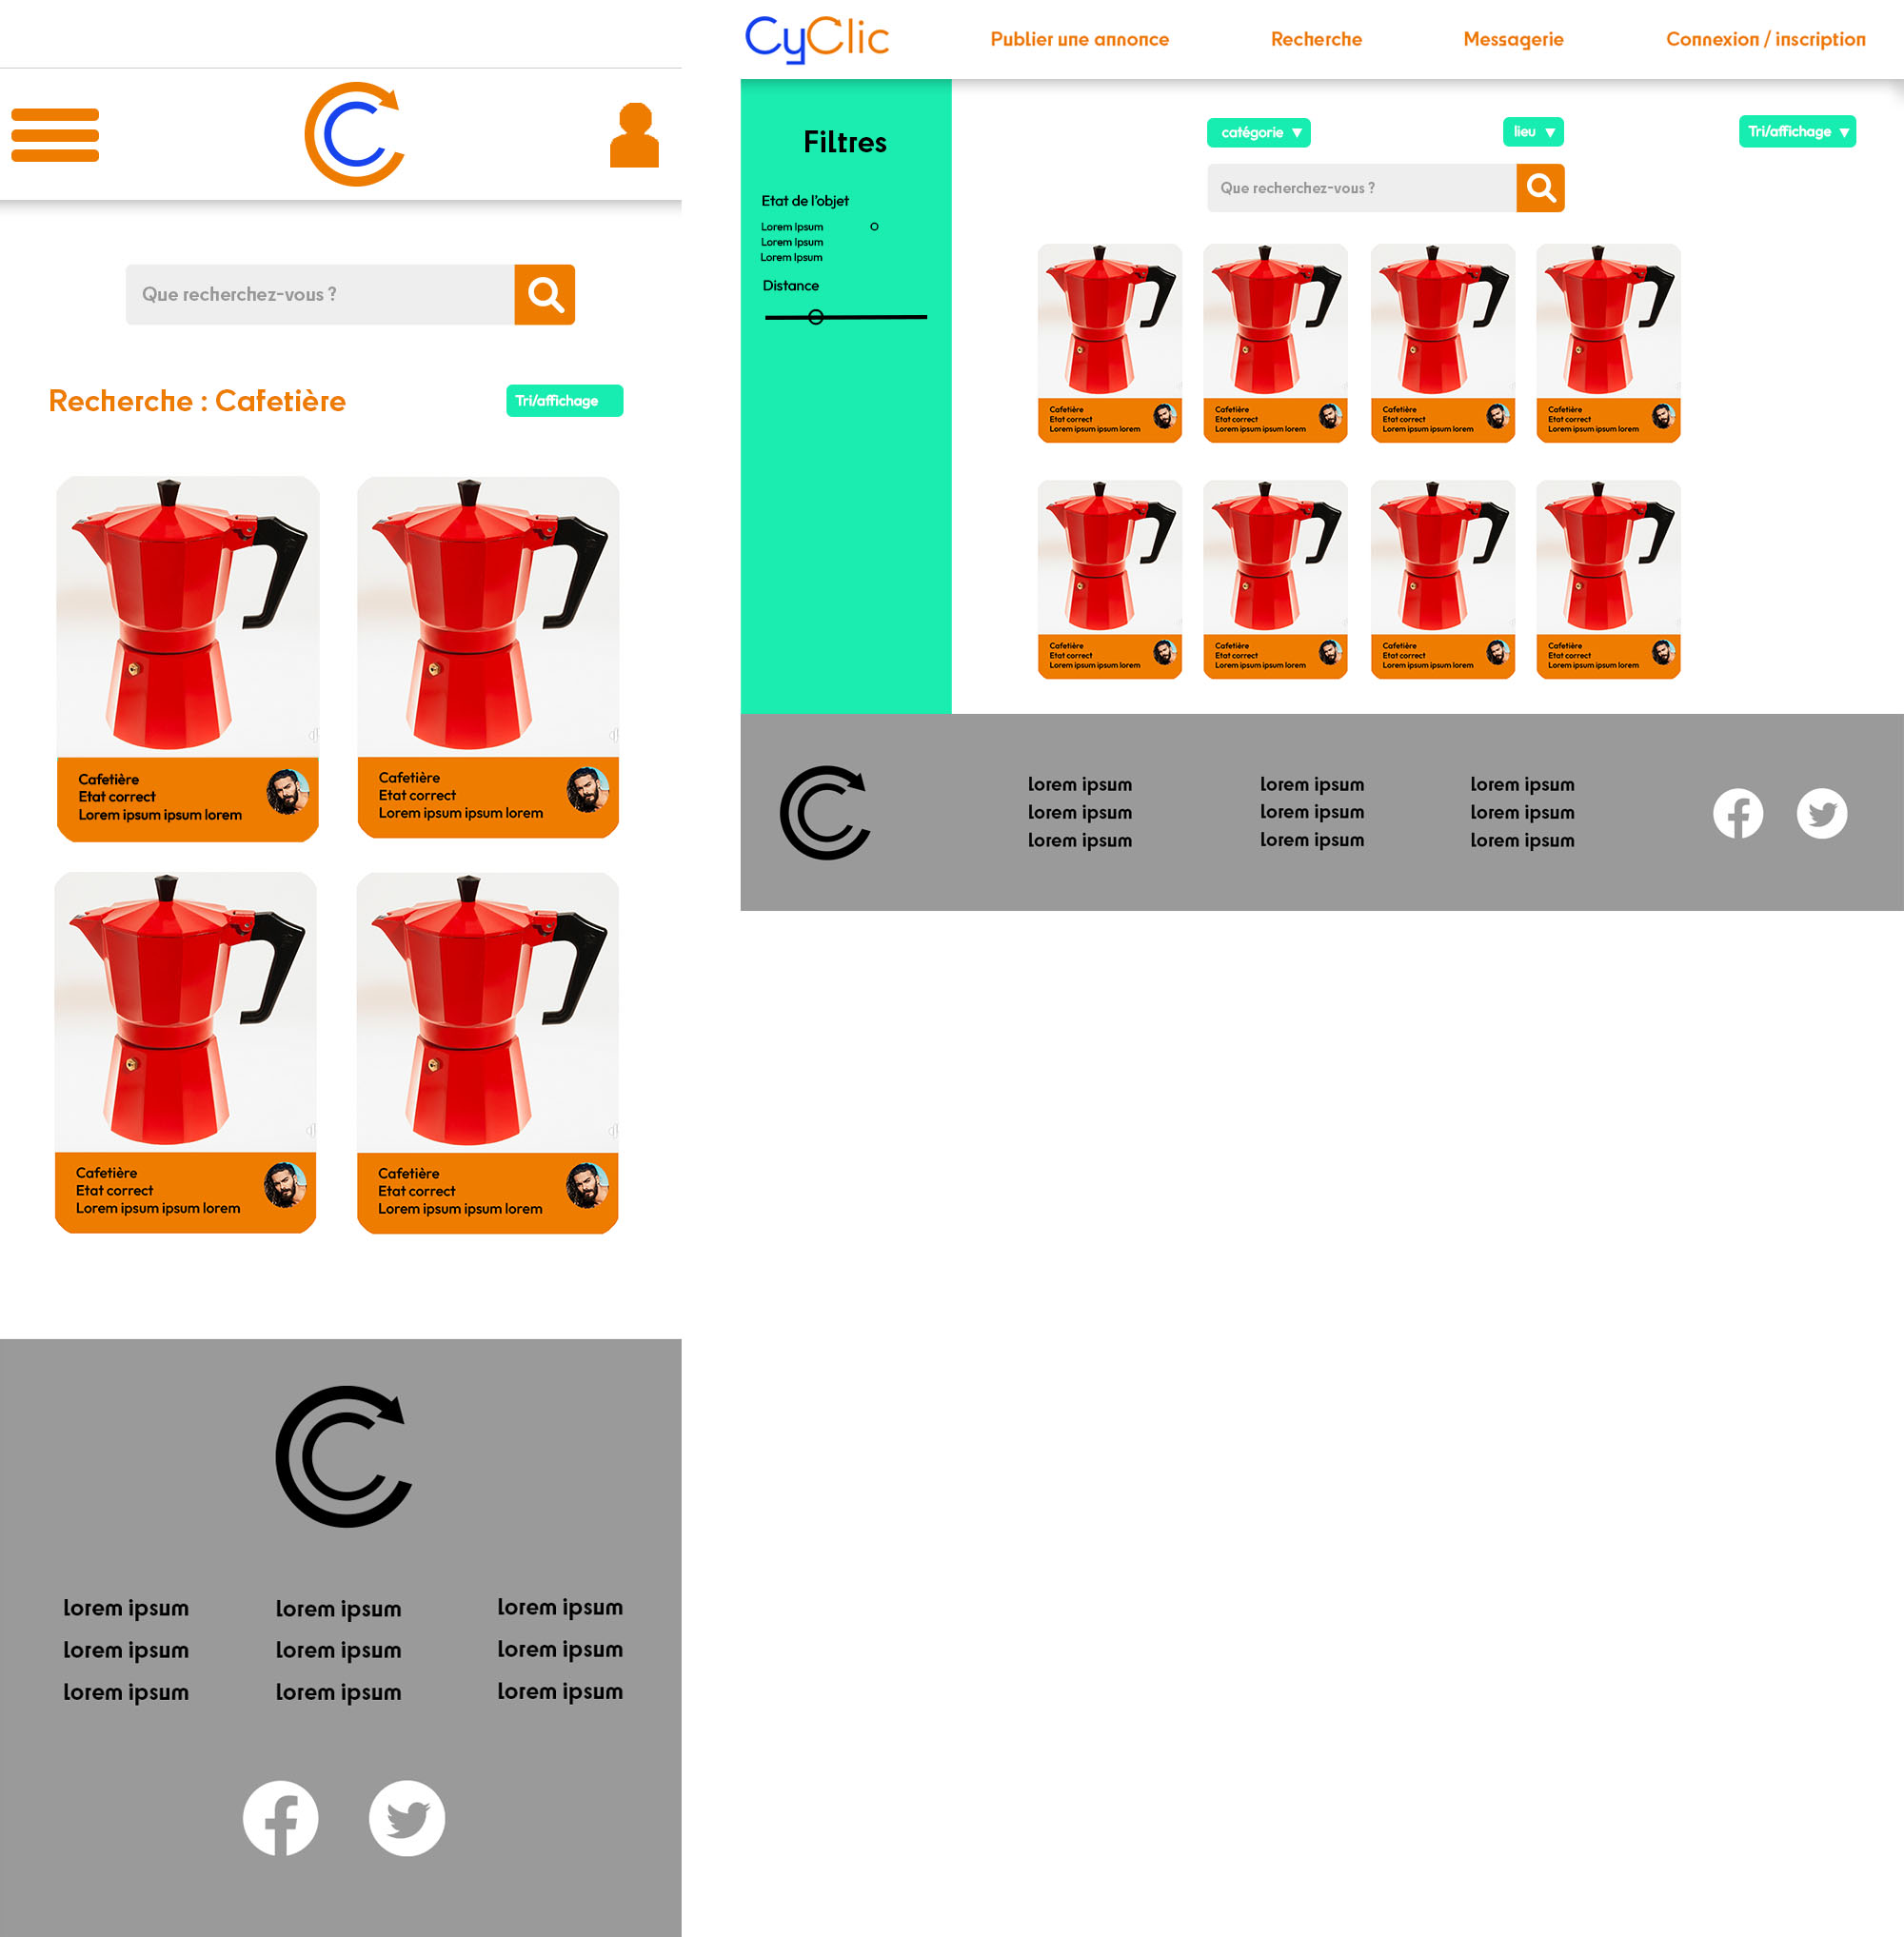 Que recherchez-vous ?
Recherche : Cafetière
Tri/affichage
Cafetière
Etat correct
Lorem ipsum ipsum lorem
Cafetière
Etat correct
Lorem ipsum ipsum lorem
Cafetière
Etat correct
Lorem ipsum ipsum lorem
Cafetière
Etat correct
Lorem ipsum ipsum lorem
lorem ipsum lorem ipsum lorem ipsum
lorem ipsum lorem ipsum lorem ipsum
lorem ipsum lorem ipsum lorem ipsum
CyClic Publier une annonce Recherche Messagerie Connexion / inscription
Filtres
Etat de l'objet
Lorem Ipsum
Lorem Ipsum
Lorem Ipsum
Distance
catégorie ▼ lieu ▼ Tri/affichage ▼
Que recherchez-vous ?
Cafetière
Etat correct
Lorem ipsum ipsum lorem
Cafetière
Etat correct
Lorem ipsum ipsum lorem
Cafetière
Etat correct
Lorem ipsum ipsum lorem
Cafetière
Etat correct
Lorem ipsum ipsum lorem
Cafetière
Etat correct
Lorem ipsum ipsum lorem
Cafetière
Etat correct
Lorem ipsum ipsum lorem
Cafetière
Etat correct
Lorem ipsum ipsum lorem
Cafetière
Etat correct
Lorem ipsum ipsum lorem
lorem ipsum lorem ipsum lorem ipsum
lorem ipsum lorem ipsum lorem ipsum
lorem ipsum lorem ipsum lorem ipsum